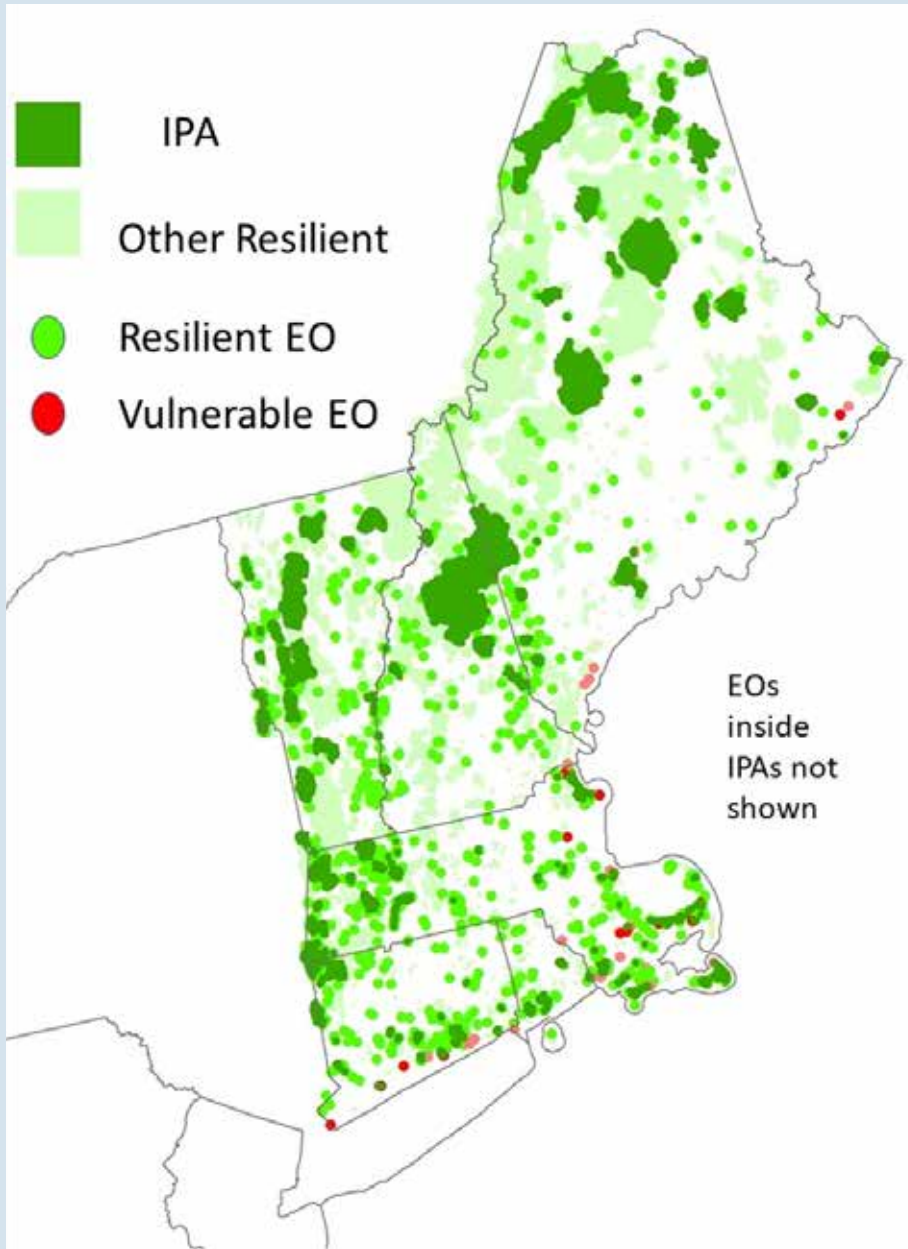 IPA
Other Resilient
Resilient EO
Vulnerable EO
EOs
inside
IPAs not
shown